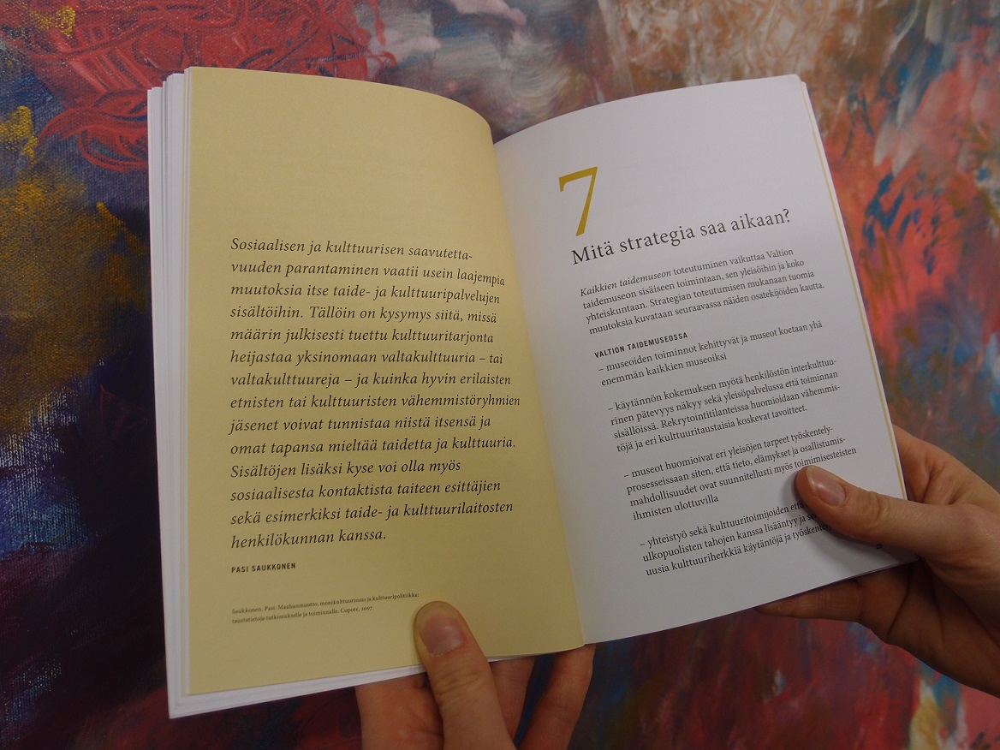 Sosiaalisen ja kulttuurisen saavutetta-
vuuden parantaminen vaatii usein laajempia
muutoksia itse taide- ja kulttuuripalvelujen
sisältöihin. Tällöin on kysymys siitä, missä
määrin julkisesti tuettu kulttuuritarjonta
heijastaa yksinomaan valtakulttuuria – tai
valtakulttuureja – ja kuinka hyvin erilaisten
etnisten tai kulttuuristen vähemmistöryhmien
jäsenet voivat tunnistaa niistä itsensä ja
omat tapansa mieltää taidetta ja kulttuuria.
Sisältöjen lisäksi kyse voi olla myös
sosiaalisesta kontaktista taiteen esittäjien
sekä esimerkiksi taide- ja kulttuurilaitosten
henkilökunnan kanssa.
PASI SAUKKONEN
Saukkonen, Pasi: Maahanmuutto, monikulttuurisuus ja kulttuuripolitiikka:
taustatietoja tutkimukselle ja toiminnalle. Cupore, 2007
7
Mitä strategia saa aikaan?
Kaikkien taidemuseon toteutuminen vaikuttaa Valtion
taidemuseon sisäiseen toimintaan, sen yleisöihin ja koko
yhteiskuntaan. Strategian toteutumisen mukanaan tuomia
muutoksia kuvataan seuraavassa näiden osatekijöiden kautta.
VALTION TAIDEMUSEOSSA
– museoiden toiminnot kehittyvät ja museot koetaan yhä
enemmän kaikkien museoiksi
– käytännön kokemuksen myötä henkilöstön interkulttuu-
rinen pätevyys näkyy sekä yleisöpalvelussa että toiminnan
sisällöissä. Rekrytointitilanteissa huomioidaan vähemmis-
töjä ja eri kulttuuritaustaisia koskevat tavoitteet.
– museot huomioivat eri yleisöjen tarpeet työskentely-
prosesseissaan siten, että tieto, elämykset ja osallistumis-
mahdollisuudet ovat suunnitellusti myös toimimisesteisten
ihmisten ulottuvilla
– yhteistyö sekä kulttuuritoimijoiden että
ulkopuolisten tahojen kanssa lisääntyy ja
uusia kulttuuriherkkiä käytäntöjä ja